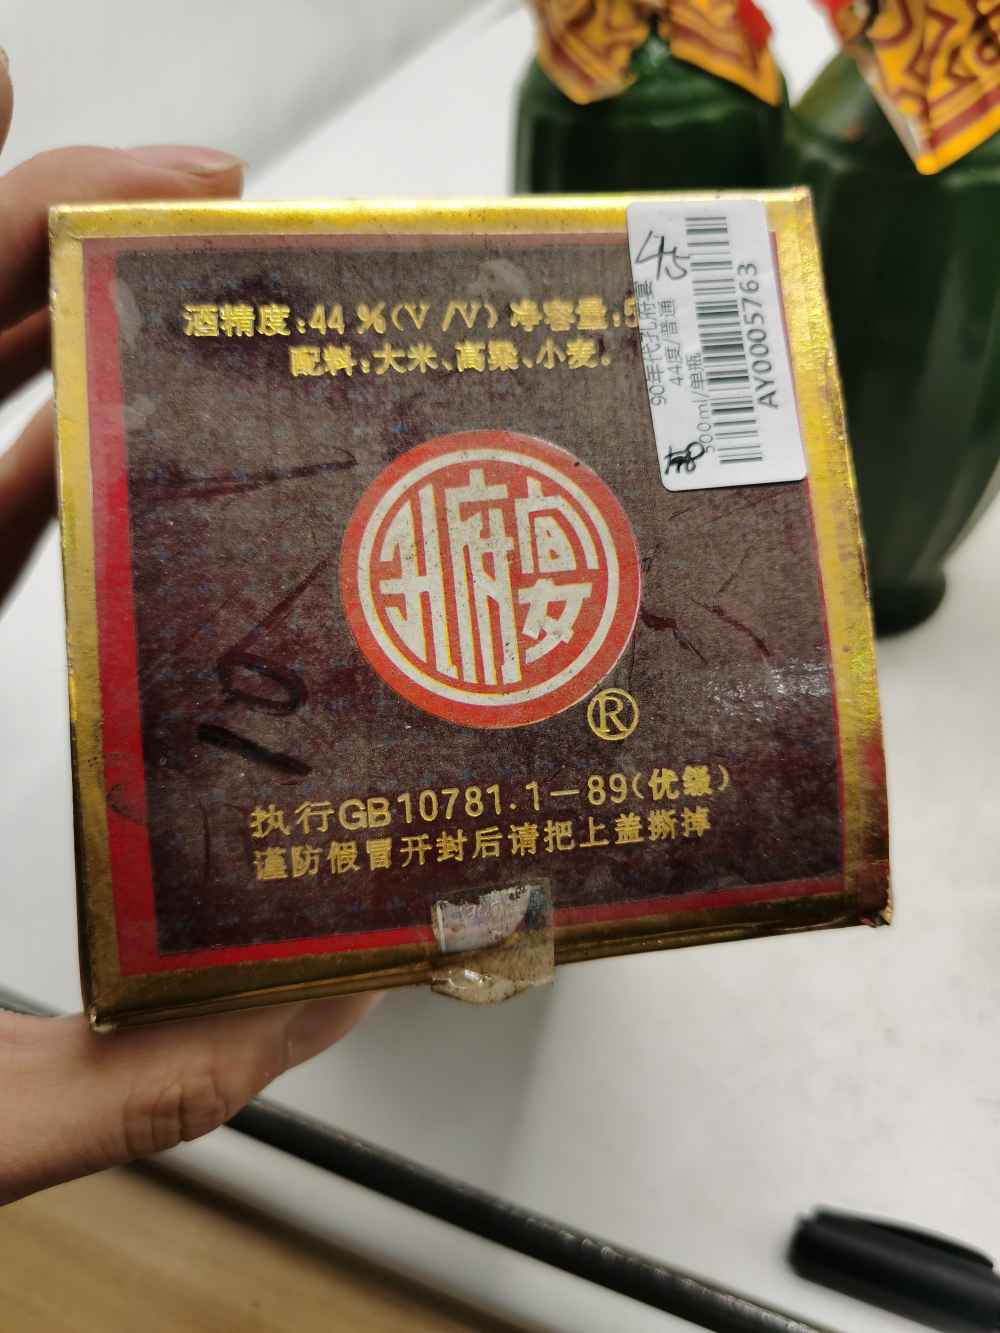 酒精度:44 %(V/V) 净容量:5
配料:大米、高粱、小麦。
45
90年代孔府宴
44度/普通
500ml/单瓶
AY0005763
孔府宴
®
10
执行GB10781.1－89(优级)
谨防假冒开封后请把上盖撕掉